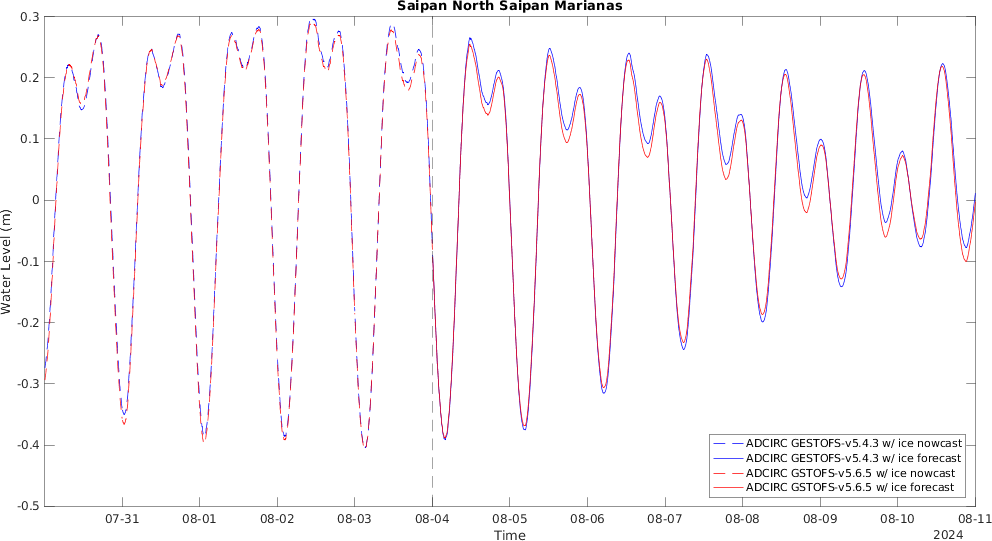 Saipan North Saipan Marianas
0.3
0.2
0.1
0
-0.1
-0.2
-0.3
-0.4
-0.5
Water Level (m)
ADCIRC GESTOFS-v5.4.3 w/ ice nowcast
ADCIRC GESTOFS-v5.4.3 w/ ice forecast
ADCIRC GSTOFS-v5.6.5 w/ ice nowcast
ADCIRC GSTOFS-v5.6.5 w/ ice forecast
07-31 08-01 08-02 08-03 08-04 08-05 08-06 08-07 08-08 08-09 08-10 08-11
Time
2024